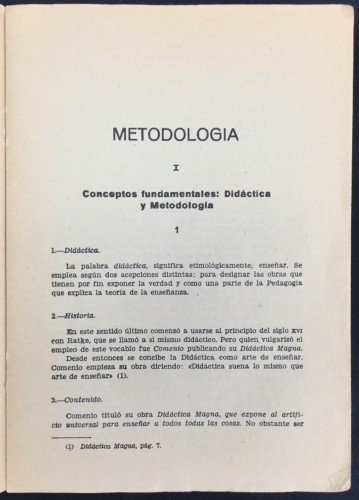 METODOLOGIA
I
Conceptos fundamentales: Didáctica
y Metodología
1
1.—Didáctica.
La palabra didáctica, significa etimológicamente, enseñar. Se
emplea según dos acepciones distintas: para designar las obras que
tienen por fin exponer la verdad y como una parte de la Pedagogía
que explica la teoría de la enseñanza.
2.—Historia.
En este sentido último comenzó a usarse al principio del siglo XVI
con Ratke, que se llamó a sí mismo didáctico. Pero quien, vulgarizó el
empleo de este vocablo fue Comenio publicando su Didáctica Magna.
Desde entonces se concibe la Didáctica como arte de enseñar.
Comenio empieza su obra diciendo: «Didáctica suena lo mismo que
arte de enseñar» (1).
3.—Contenido.
Comenio tituló su obra Didáctica Magna, que expone al artifi-
cio universal para enseñar a todos todas las cosas. No obstante ser
(1) Didáctica Magna, pág. 7.